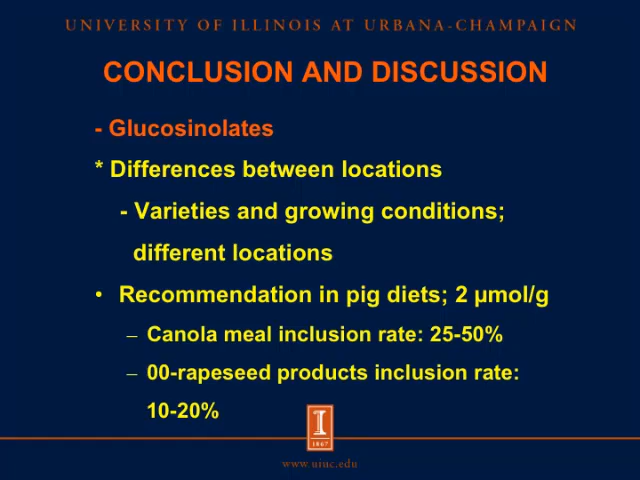 UNIVERSITY OF ILLINOIS AT URBANA-CHAMPAIGN
CONCLUSION AND DISCUSSION
- Glucosinolates
* Differences between locations
- Varieties and growing conditions;
different locations
• Recommendation in pig diets; 2 µmol/g
– Canola meal inclusion rate: 25-50%
– 00-rapeseed products inclusion rate:
10-20%
I
1867
www.uiuc.edu